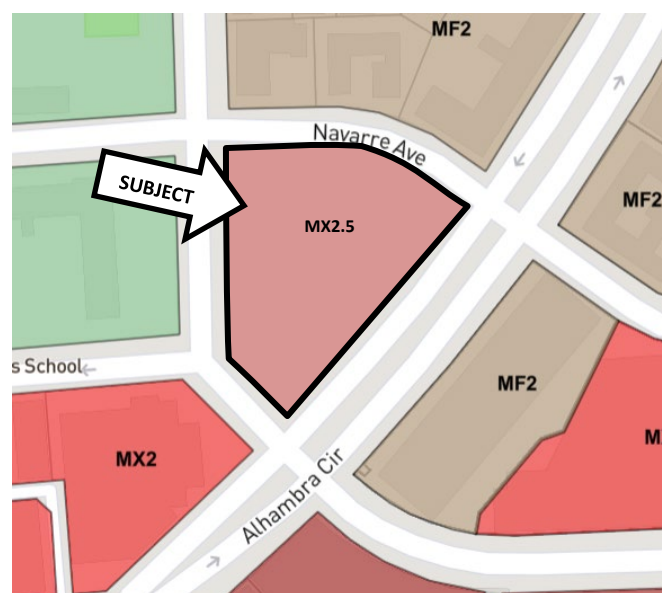 MF2
Navarre Ave
SUBJECT
MX2.5
MF2
s School
MF2
MX2
M
Alhambra Cir